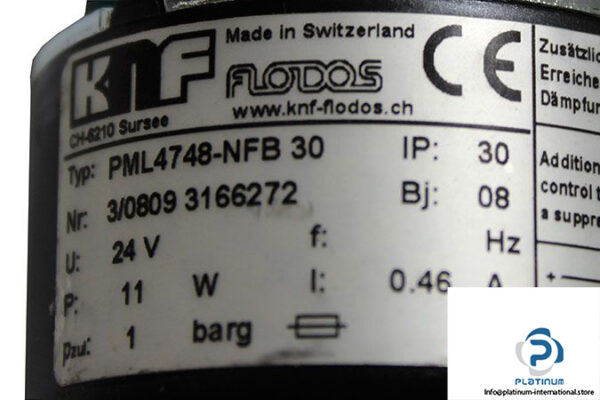 KNF
Made in Switzerland
FLODOS
CE
CH-6210 Sursee
www.knf-flodos.ch
Typ: PML4748-NFB 30 IP: 30
Nr: 3/0809 3166272 Bj: 08
U: 24 V f: Hz
P: 11 W I: 0.46 A
pzul: 1 barg
Zusätzlic
Erreiche
Dämpfun
Addition
control t
a suppre
+
P
PLATINUM
Info@platinum-international.store